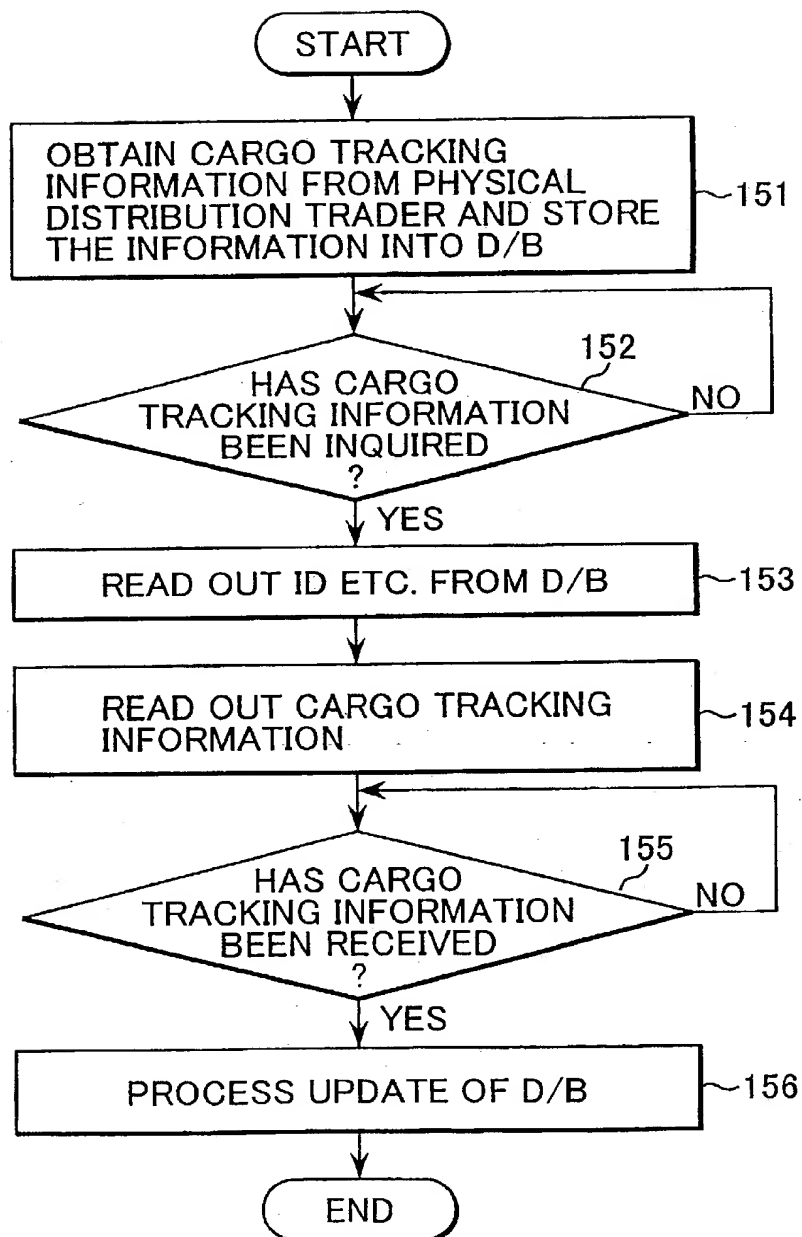 START
OBTAIN CARGO TRACKING
INFORMATION FROM PHYSICAL
DISTRIBUTION TRADER AND STORE
THE INFORMATION INTO D/B
151
152
HAS CARGO
TRACKING INFORMATION
BEEN INQUIRED
?
NO
YES
READ OUT ID ETC. FROM D/B
153
READ OUT CARGO TRACKING
INFORMATION
154
155
HAS CARGO
TRACKING INFORMATION
BEEN RECEIVED
?
NO
YES
PROCESS UPDATE OF D/B
156
END